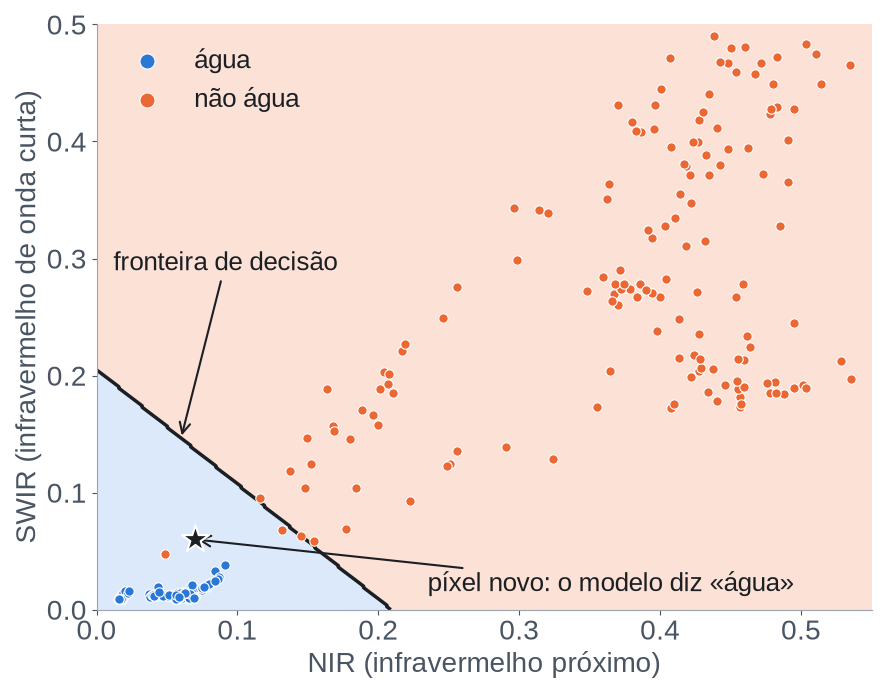 0.5
0.4
0.3
0.2
0.1
0.0
SWIR (infravermelho de onda curta)
água
não água
fronteira de decisão
píxel novo: o modelo diz «água»
0.0 0.1 0.2 0.3 0.4 0.5
NIR (infravermelho próximo)